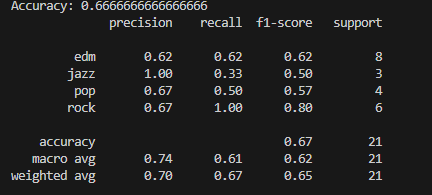 Accuracy: 0.6666666666666666
precision recall f1-score support
edm 0.62 0.62 0.62 8
jazz 1.00 0.33 0.50 3
pop 0.67 0.50 0.57 4
rock 0.67 1.00 0.80 6
accuracy 0.67 21
macro avg 0.74 0.61 0.62 21
weighted avg 0.70 0.67 0.65 21